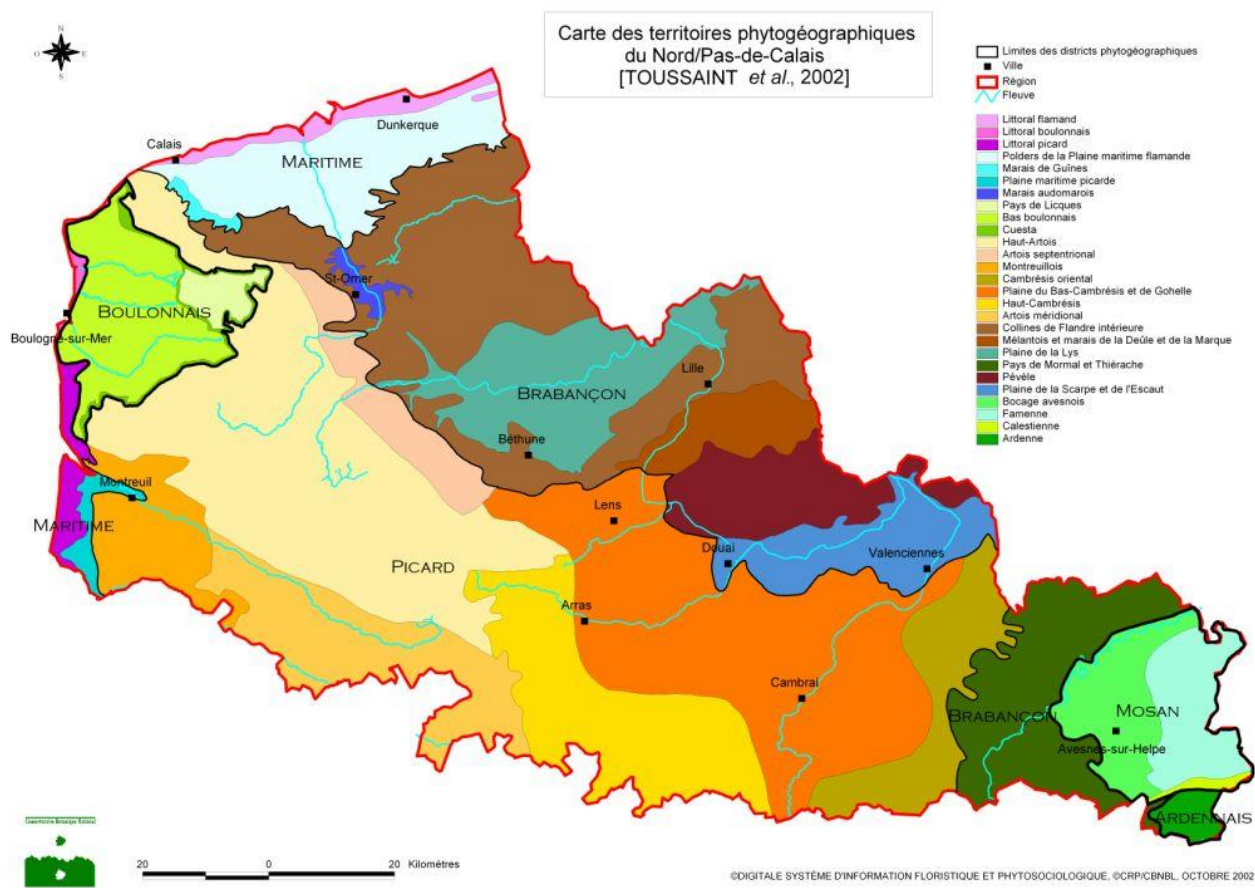 Carte des territoires phytogéographiques
du Nord/Pas-de-Calais
[TOUSSAINT et al., 2002]
N
O
E
S
Limites des districts phytogéographiques
Ville
Région
Fleuve
Littoral flamand
Littoral boulonnais
Littoral picard
Polders de la Plaine maritime flamande
Marais de Guînes
Plaine maritime picarde
Marais audomarois
Pays de Licques
Bas boulonnais
Cuesta
Haut-Artois
Artois septentrional
Montreuillois
Cambrésis oriental
Plaine du Bas-Cambrésis et de Gohelle
Haut-Cambrésis
Artois méridional
Collines de Flandre intérieure
Mélantois et marais de la Deûle et de la Marque
Plaine de la Lys
Pays de Mormal et Thiérache
Pévèle
Plaine de la Scarpe et de l'Escaut
Bocage avesnois
Famenne
Calestienne
Ardenne
Dunkerque
Calais
MARITIME
St-Omer
BOULONNAIS
Boulogne-sur-Mer
Lille
BRABANÇON
Béthune
Montreuil
Lens
MARITIME
Douai
Valenciennes
PICARD
Arras
Cambrai
BRABANÇON
MOSAN
Avesnes-sur-Helpe
ARDENNAIS
Conservatoire Botanique National
20 0 20 Kilométres
©DIGITALE SYSTÈME D'INFORMATION FLORISTIQUE ET PHYTOSOCIOLOGIQUE, ©CRP/CBNBL, OCTOBRE 2002